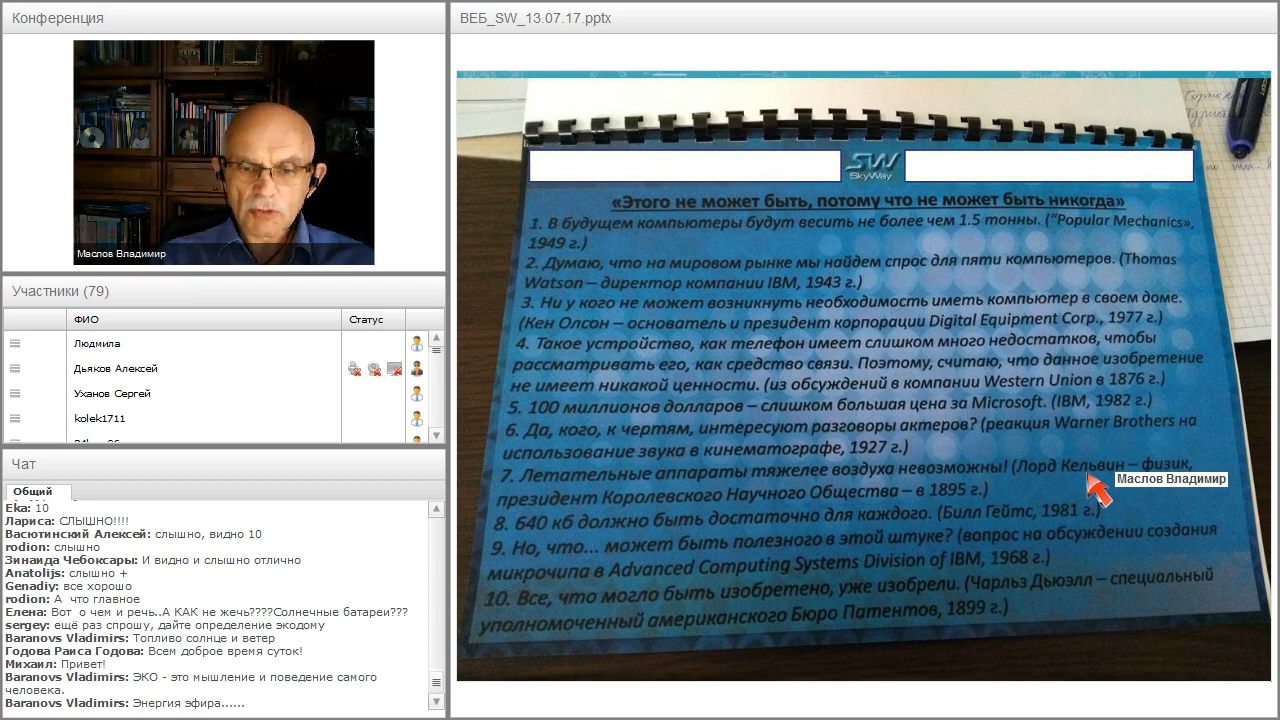 Конференция
Маслов Владимир
Участники (79)
ФИО
Статус
Людмила
Дьяков Алексей
Уханов Сергей
kolek1711
Чат
Общий
Eka: 10
Лариса: СЛЫШНО!!!!
Васютинский Алексей: слышно, видно 10
rodion: слышно
Зинаида Чебоксары: И видно и слышно отлично
Anatolijs: слышно +
Genadiy: все хорошо
rodion: А что главное
Елена: Вот о чем и речь..А КАК не жечь????Солнечные батареи???
sergey: ещё раз спрошу, дайте определение экодому
Baranovs Vladimirs: Топливо солнце и ветер
Годова Раиса Годова: Всем доброе время суток!
Михаил: Привет!
Baranovs Vladimirs: ЭКО - это мышление и поведение самого
человека.
Baranovs Vladimirs: Энергия эфира......
ВЕБ_SW_13.07.17.pptx
SW
SkyWay
«Этого не может быть, потому что не может быть никогда»
1. В будущем компьютеры будут весить не более чем 1.5 тонны. ("Popular Mechanics»,
1949 г.)
2. Думаю, что на мировом рынке мы найдем спрос для пяти компьютеров. (Thomas
Watson – директор компании IBM, 1943 г.)
3. Ни у кого не может возникнуть необходимость иметь компьютер в своем доме.
(Кен Олсон – основатель и президент корпорации Digital Equipment Corp., 1977 г.)
4. Такое устройство, как телефон имеет слишком много недостатков, чтобы
рассматривать его, как средство связи. Поэтому, считаю, что данное изобретение
не имеет никакой ценности. (из обсуждений в компании Western Union в 1876 г.)
5. 100 миллионов долларов – слишком большая цена за Microsoft. (IBM, 1982 г.)
6. Да, кого, к чертям, интересуют разговоры актеров? (реакция Warner Brothers на
использование звука в кинематографе, 1927 г.)
7. Летательные аппараты тяжелее воздуха невозможны! (Лорд Кельвин – физик,
президент Королевского Научного Общества – в 1895 г.)
Маслов Владимир
8. 640 кб должно быть достаточно для каждого. (Билл Гейтс, 1981 г.)
9. Но, что... может быть полезного в этой штуке? (вопрос на обсуждении создания
микрочипа в Advanced Computing Systems Division of IBM, 1968 г.)
10. Все, что могло быть изобретено, уже изобрели. (Чарльз Дьюэлл – специальный
уполномоченный американского Бюро Патентов, 1899 г.)